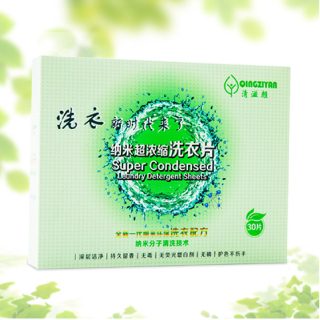 QINGZIYAN
清滋颜
洗衣新时代来了
纳米超浓缩洗衣片
Super Condensed
Laundry Detergent Sheets
洗衣配方
纳米分子清洗技术
深层洁净 | 持久留香 | 无毒 | 无荧光增白剂 | 无磷 | 护色不伤手
30片